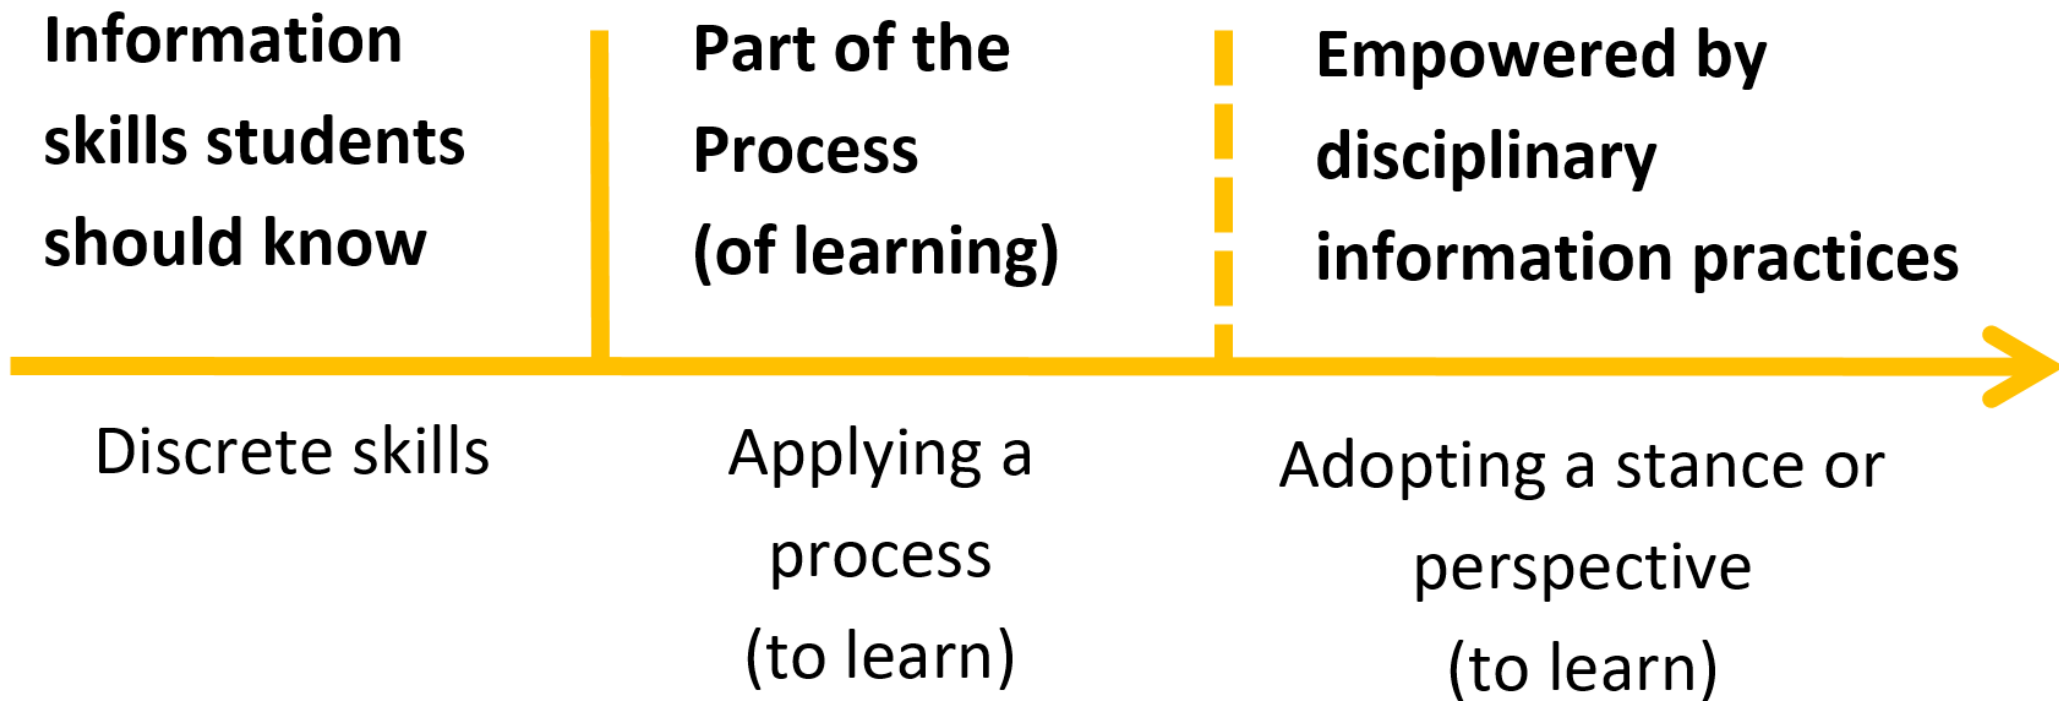 Information
skills students
should know
Part of the
Process
(of learning)
Empowered by
disciplinary
information practices
Discrete skills
Applying a
process
(to learn)
Adopting a stance or
perspective
(to learn)